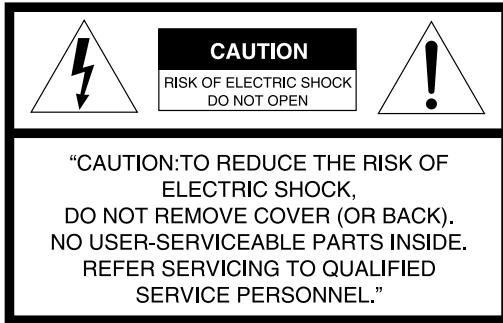 CAUTION
RISK OF ELECTRIC SHOCK
DO NOT OPEN
“CAUTION:TO REDUCE THE RISK OF
ELECTRIC SHOCK,
DO NOT REMOVE COVER (OR BACK).
NO USER-SERVICEABLE PARTS INSIDE.
REFER SERVICING TO QUALIFIED
SERVICE PERSONNEL.”